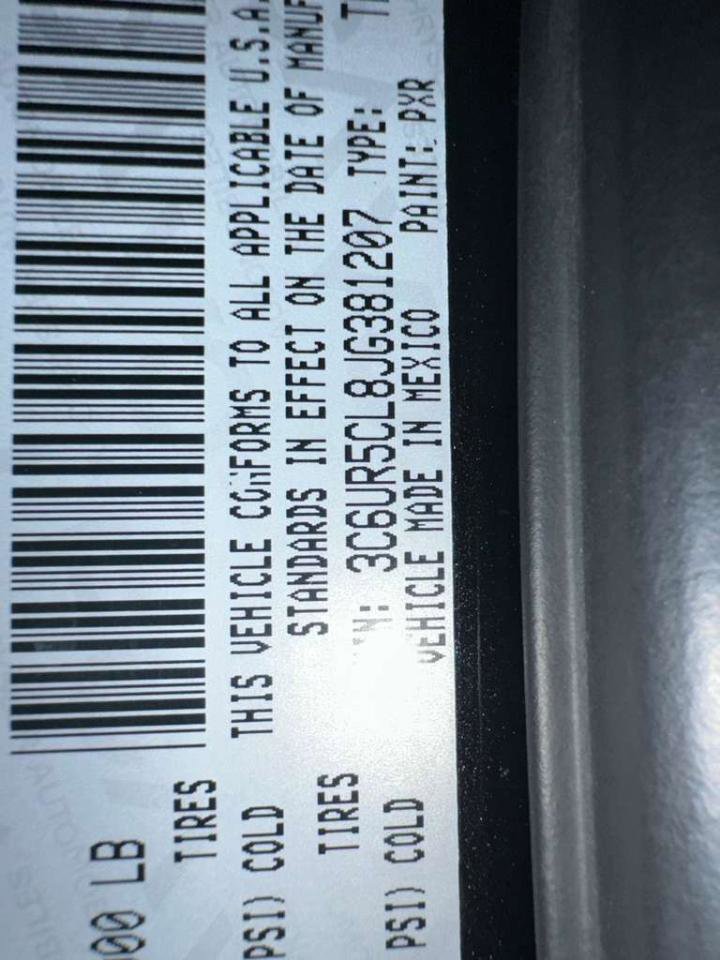 00 LB
TIRES
PSI) COLD
TIRES
PSI) COLD
THIS VEHICLE CONFORMS TO ALL APPLICABLE U.S.A.
STANDARDS IN EFFECT ON THE DATE OF MANUF
VIN: 3C6UR5CL8JG381207 TYPE: T
VEHICLE MADE IN MEXICO PAINT: PXR